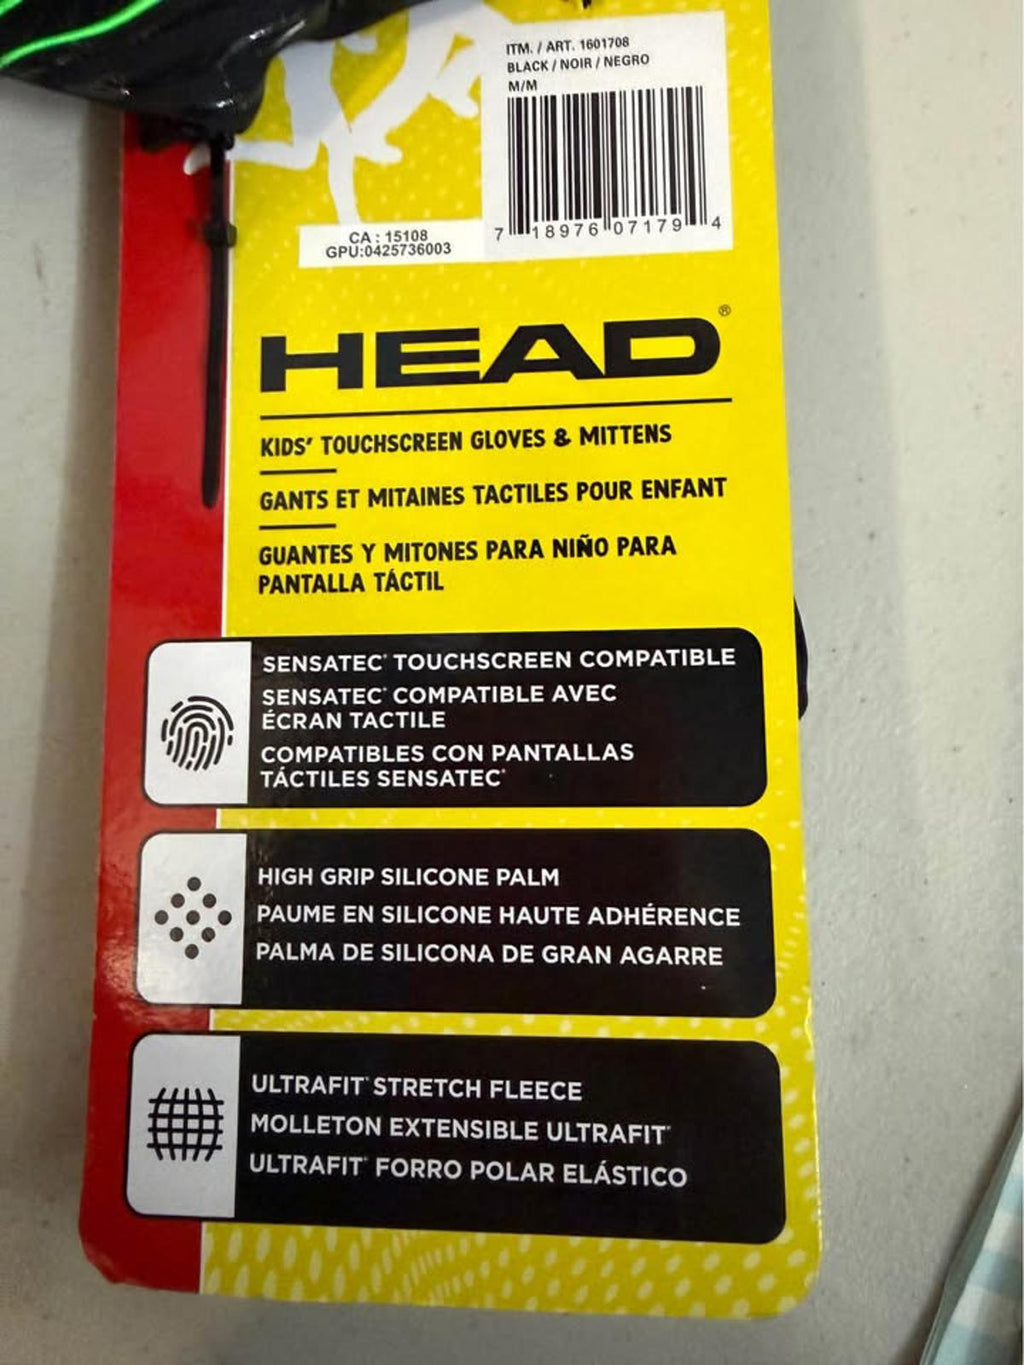 ITM. / ART. 1601708
BLACK / NOIR / NEGRO
M/M
7 18976 07179 4
CA : 15108
GPU:0425736003
HEAD®
KIDS' TOUCHSCREEN GLOVES & MITTENS
GANTS ET MITAINES TACTILES POUR ENFANT
GUANTES Y MITONES PARA NIÑO PARA
PANTALLA TÁCTIL
SENSATEC* TOUCHSCREEN COMPATIBLE
SENSATEC* COMPATIBLE AVEC
ÉCRAN TACTILE
COMPATIBLES CON PANTALLAS
TÁCTILES SENSATEC*
HIGH GRIP SILICONE PALM
PAUME EN SILICONE HAUTE ADHÉRENCE
PALMA DE SILICONA DE GRAN AGARRE
ULTRAFIT™ STRETCH FLEECE
MOLLETON EXTENSIBLE ULTRAFIT™
ULTRAFIT™ FORRO POLAR ELÁSTICO